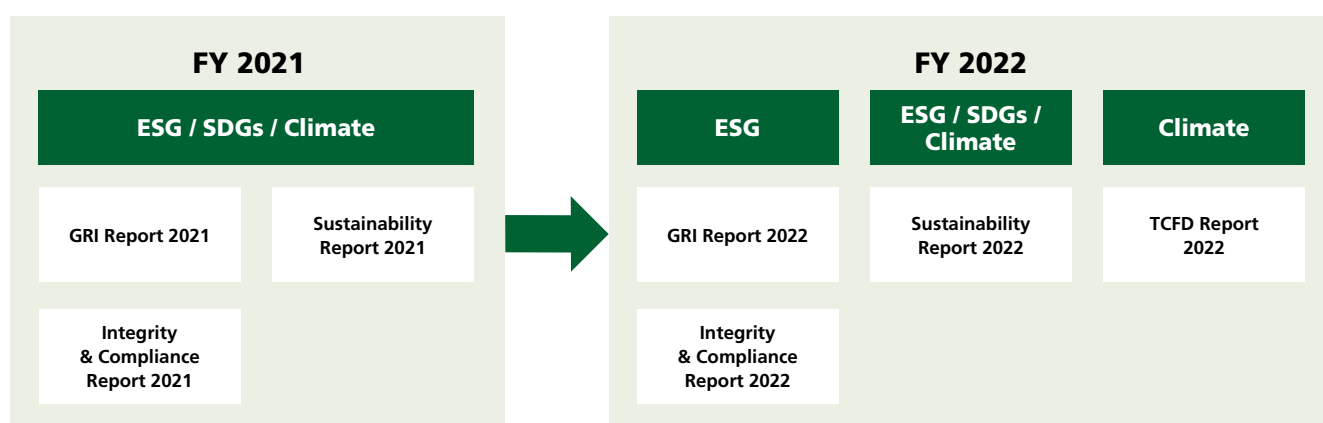 FY 2021
ESG / SDGs / Climate
GRI Report 2021
Sustainability
Report 2021
Integrity
& Compliance
Report 2021
FY 2022
ESG
ESG / SDGs /
Climate
Climate
GRI Report 2022
Sustainability
Report 2022
TCFD Report
2022
Integrity
& Compliance
Report 2022